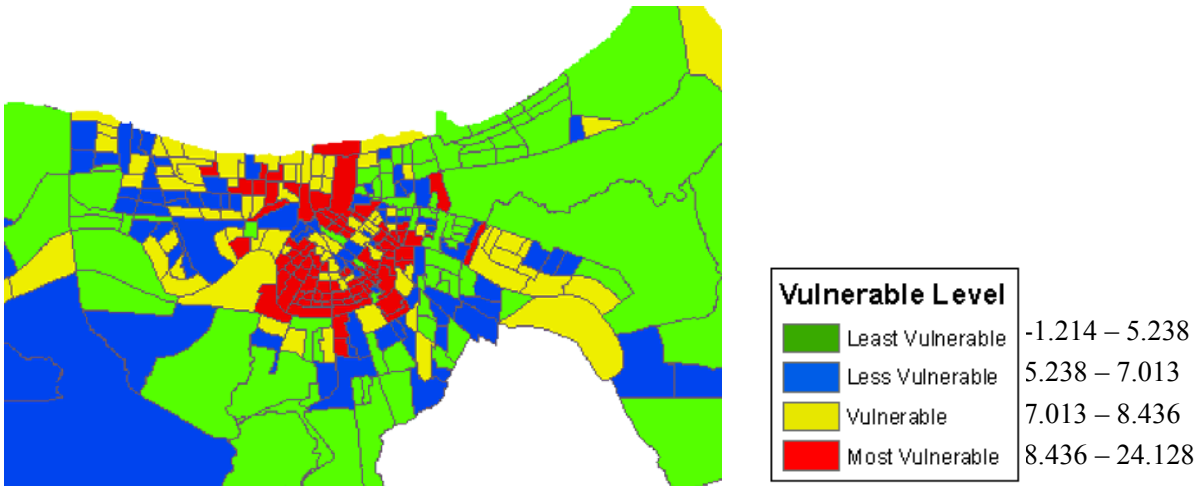 Vulnerable Level
Least Vulnerable -1.214 – 5.238
Less Vulnerable 5.238 – 7.013
Vulnerable 7.013 – 8.436
Most Vulnerable 8.436 – 24.128